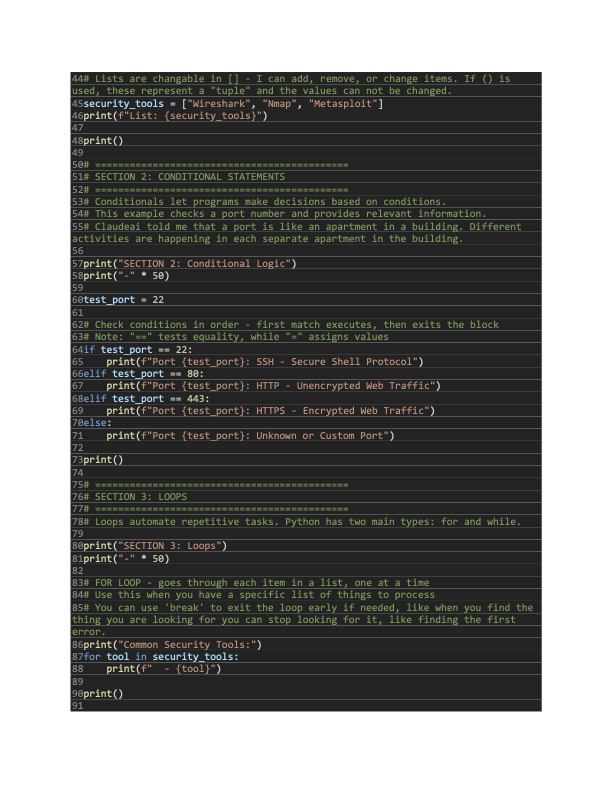 44# Lists are changable in [] - I can add, remove, or change items. If () is
used, these represent a "tuple" and the values can not be changed.
45security_tools = ["Wireshark", "Nmap", "Metasploit"]
46print(f"List: {security_tools}")
47
48print()
49
50# ============================================
51# SECTION 2: CONDITIONAL STATEMENTS
52# ============================================
53# Conditionals let programs make decisions based on conditions.
54# This example checks a port number and provides relevant information.
55# Claudeai told me that a port is like an apartment in a building. Different
activities are happening in each separate apartment in the building.
56
57print("SECTION 2: Conditional Logic")
58print("-" * 50)
59
60test_port = 22
61
62# Check conditions in order - first match executes, then exits the block
63# Note: "==" tests equality, while "=" assigns values
64if test_port == 22:
65    print(f"Port {test_port}: SSH - Secure Shell Protocol")
66elif test_port == 80:
67    print(f"Port {test_port}: HTTP - Unencrypted Web Traffic")
68elif test_port == 443:
69    print(f"Port {test_port}: HTTPS - Encrypted Web Traffic")
70else:
71    print(f"Port {test_port}: Unknown or Custom Port")
72
73print()
74
75# ============================================
76# SECTION 3: LOOPS
77# ============================================
78# Loops automate repetitive tasks. Python has two main types: for and while.
79
80print("SECTION 3: Loops")
81print("-" * 50)
82
83# FOR LOOP - goes through each item in a list, one at a time
84# Use this when you have a specific list of things to process
85# You can use 'break' to exit the loop early if needed, like when you find the
thing you are looking for you can stop looking for it, like finding the first
error.
86print("Common Security Tools:")
87for tool in security_tools:
88    print(f"  - {tool}")
89
90print()
91